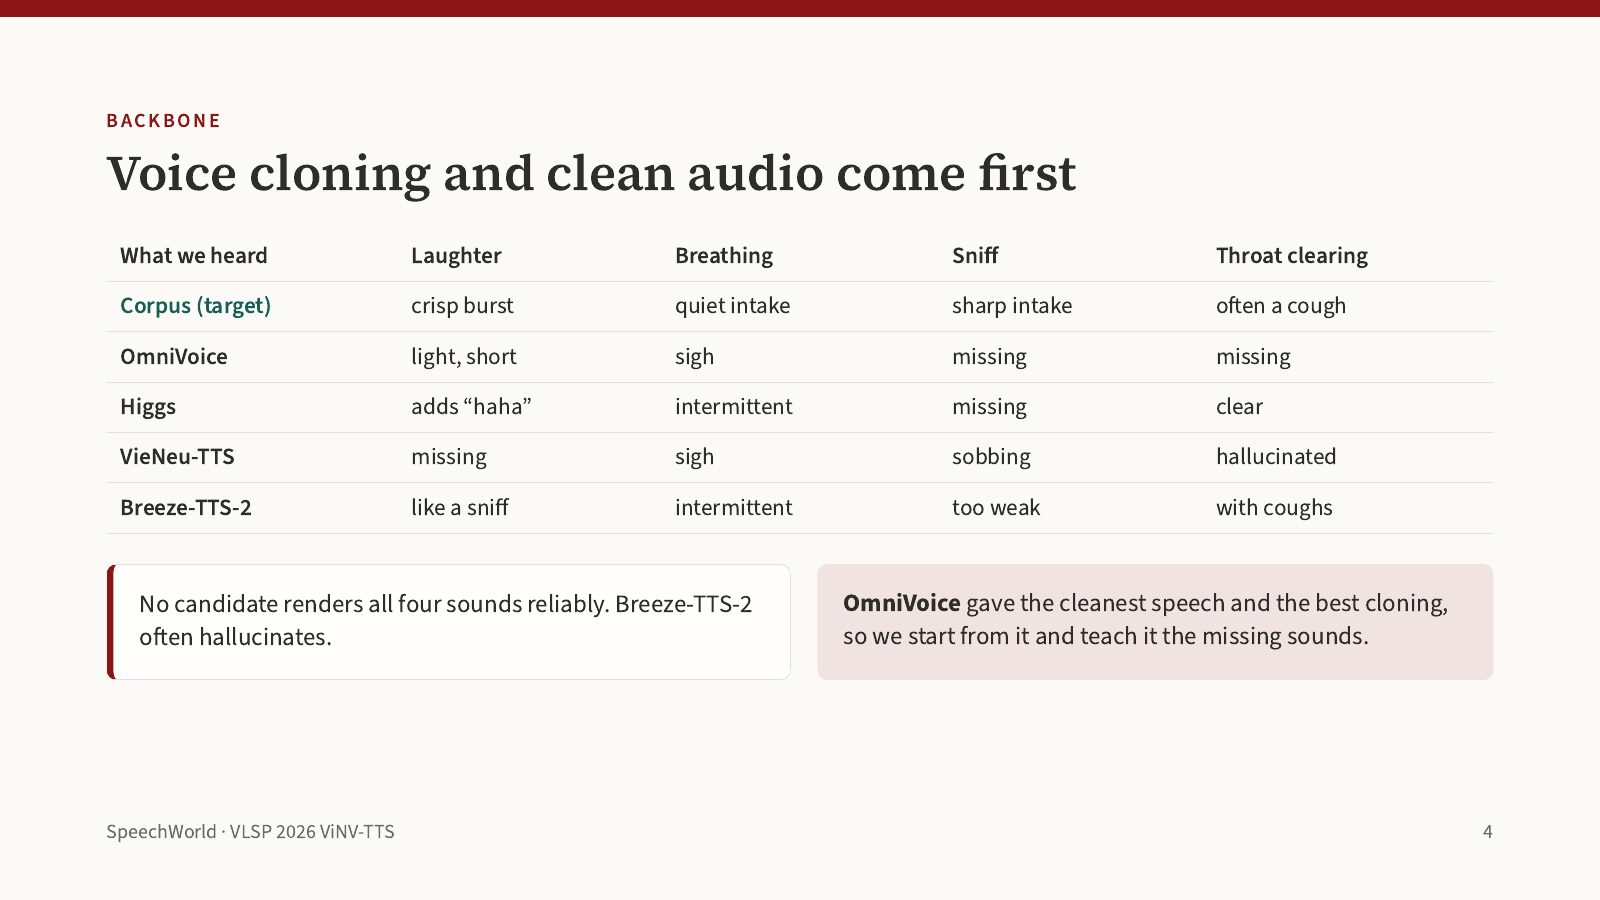 BACKBONE
Voice cloning and clean audio come first
What we heard Laughter Breathing Sniff Throat clearing
Corpus (target) crisp burst quiet intake sharp intake often a cough
OmniVoice light, short sigh missing missing
Higgs adds “haha” intermittent missing clear
VieNeu-TTS missing sigh sobbing hallucinated
Breeze-TTS-2 like a sniff intermittent too weak with coughs
No candidate renders all four sounds reliably. Breeze-TTS-2
often hallucinates.
OmniVoice gave the cleanest speech and the best cloning,
so we start from it and teach it the missing sounds.
SpeechWorld · VLSP 2026 ViNV-TTS
4